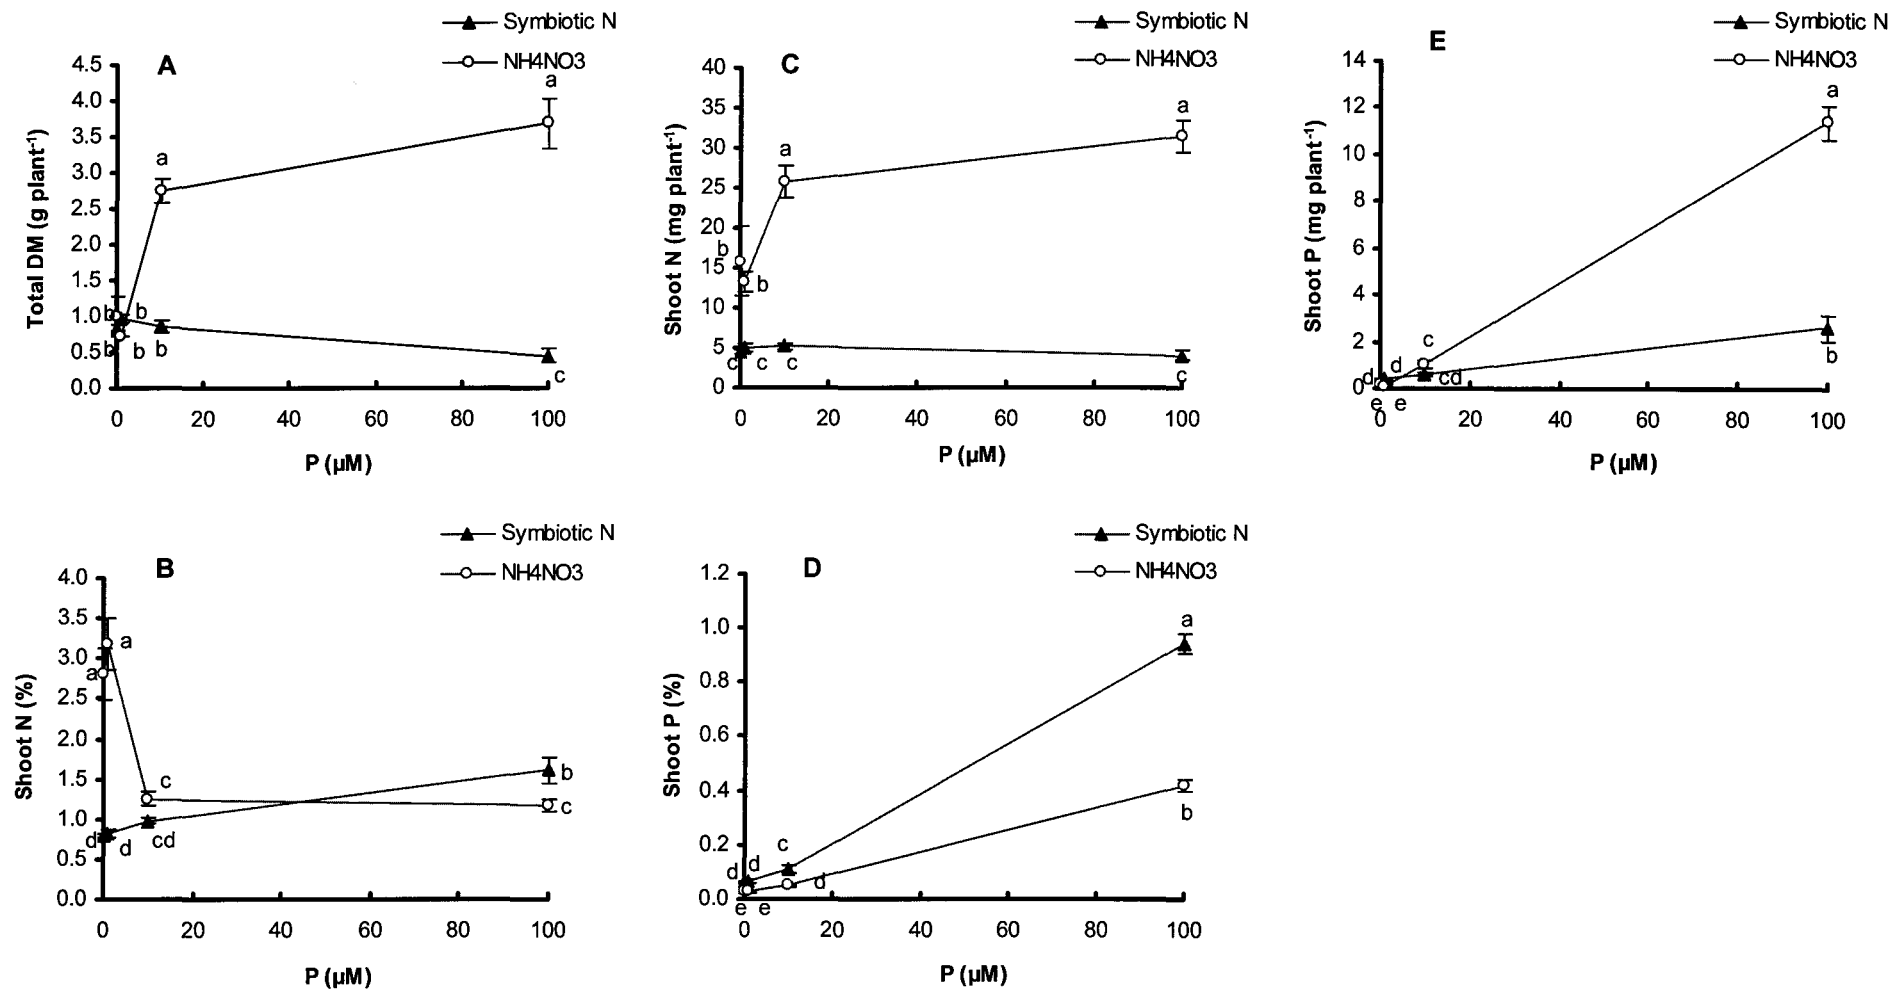 Symbiotic N
NH4NO3
A
4.5
4.0
3.5
3.0
2.5
2.0
1.5
1.0
0.5
0.0
Total DM (g plant⁻¹)
a
a
b
b
b
b
b
c
0
20
40
60
80
100
P (µM)
Symbiotic N
NH4NO3
C
40
35
30
25
20
15
10
5
0
Shoot N (mg plant⁻¹)
a
a
b
b
c
c
c
c
0
20
40
60
80
100
P (µM)
Symbiotic N
NH4NO3
E
14
12
10
8
6
4
2
0
Shoot P (mg plant⁻¹)
a
c
d
d
cd
b
e
e
0
20
40
60
80
100
P (µM)
Symbiotic N
NH4NO3
B
4.0
3.5
3.0
2.5
2.0
1.5
1.0
0.5
0.0
Shoot N (%)
a
a
c
b
c
d
d
cd
0
20
40
60
80
100
P (µM)
Symbiotic N
NH4NO3
D
1.2
1.0
0.8
0.6
0.4
0.2
0.0
Shoot P (%)
a
b
c
d
d
d
e
e
0
20
40
60
80
100
P (µM)